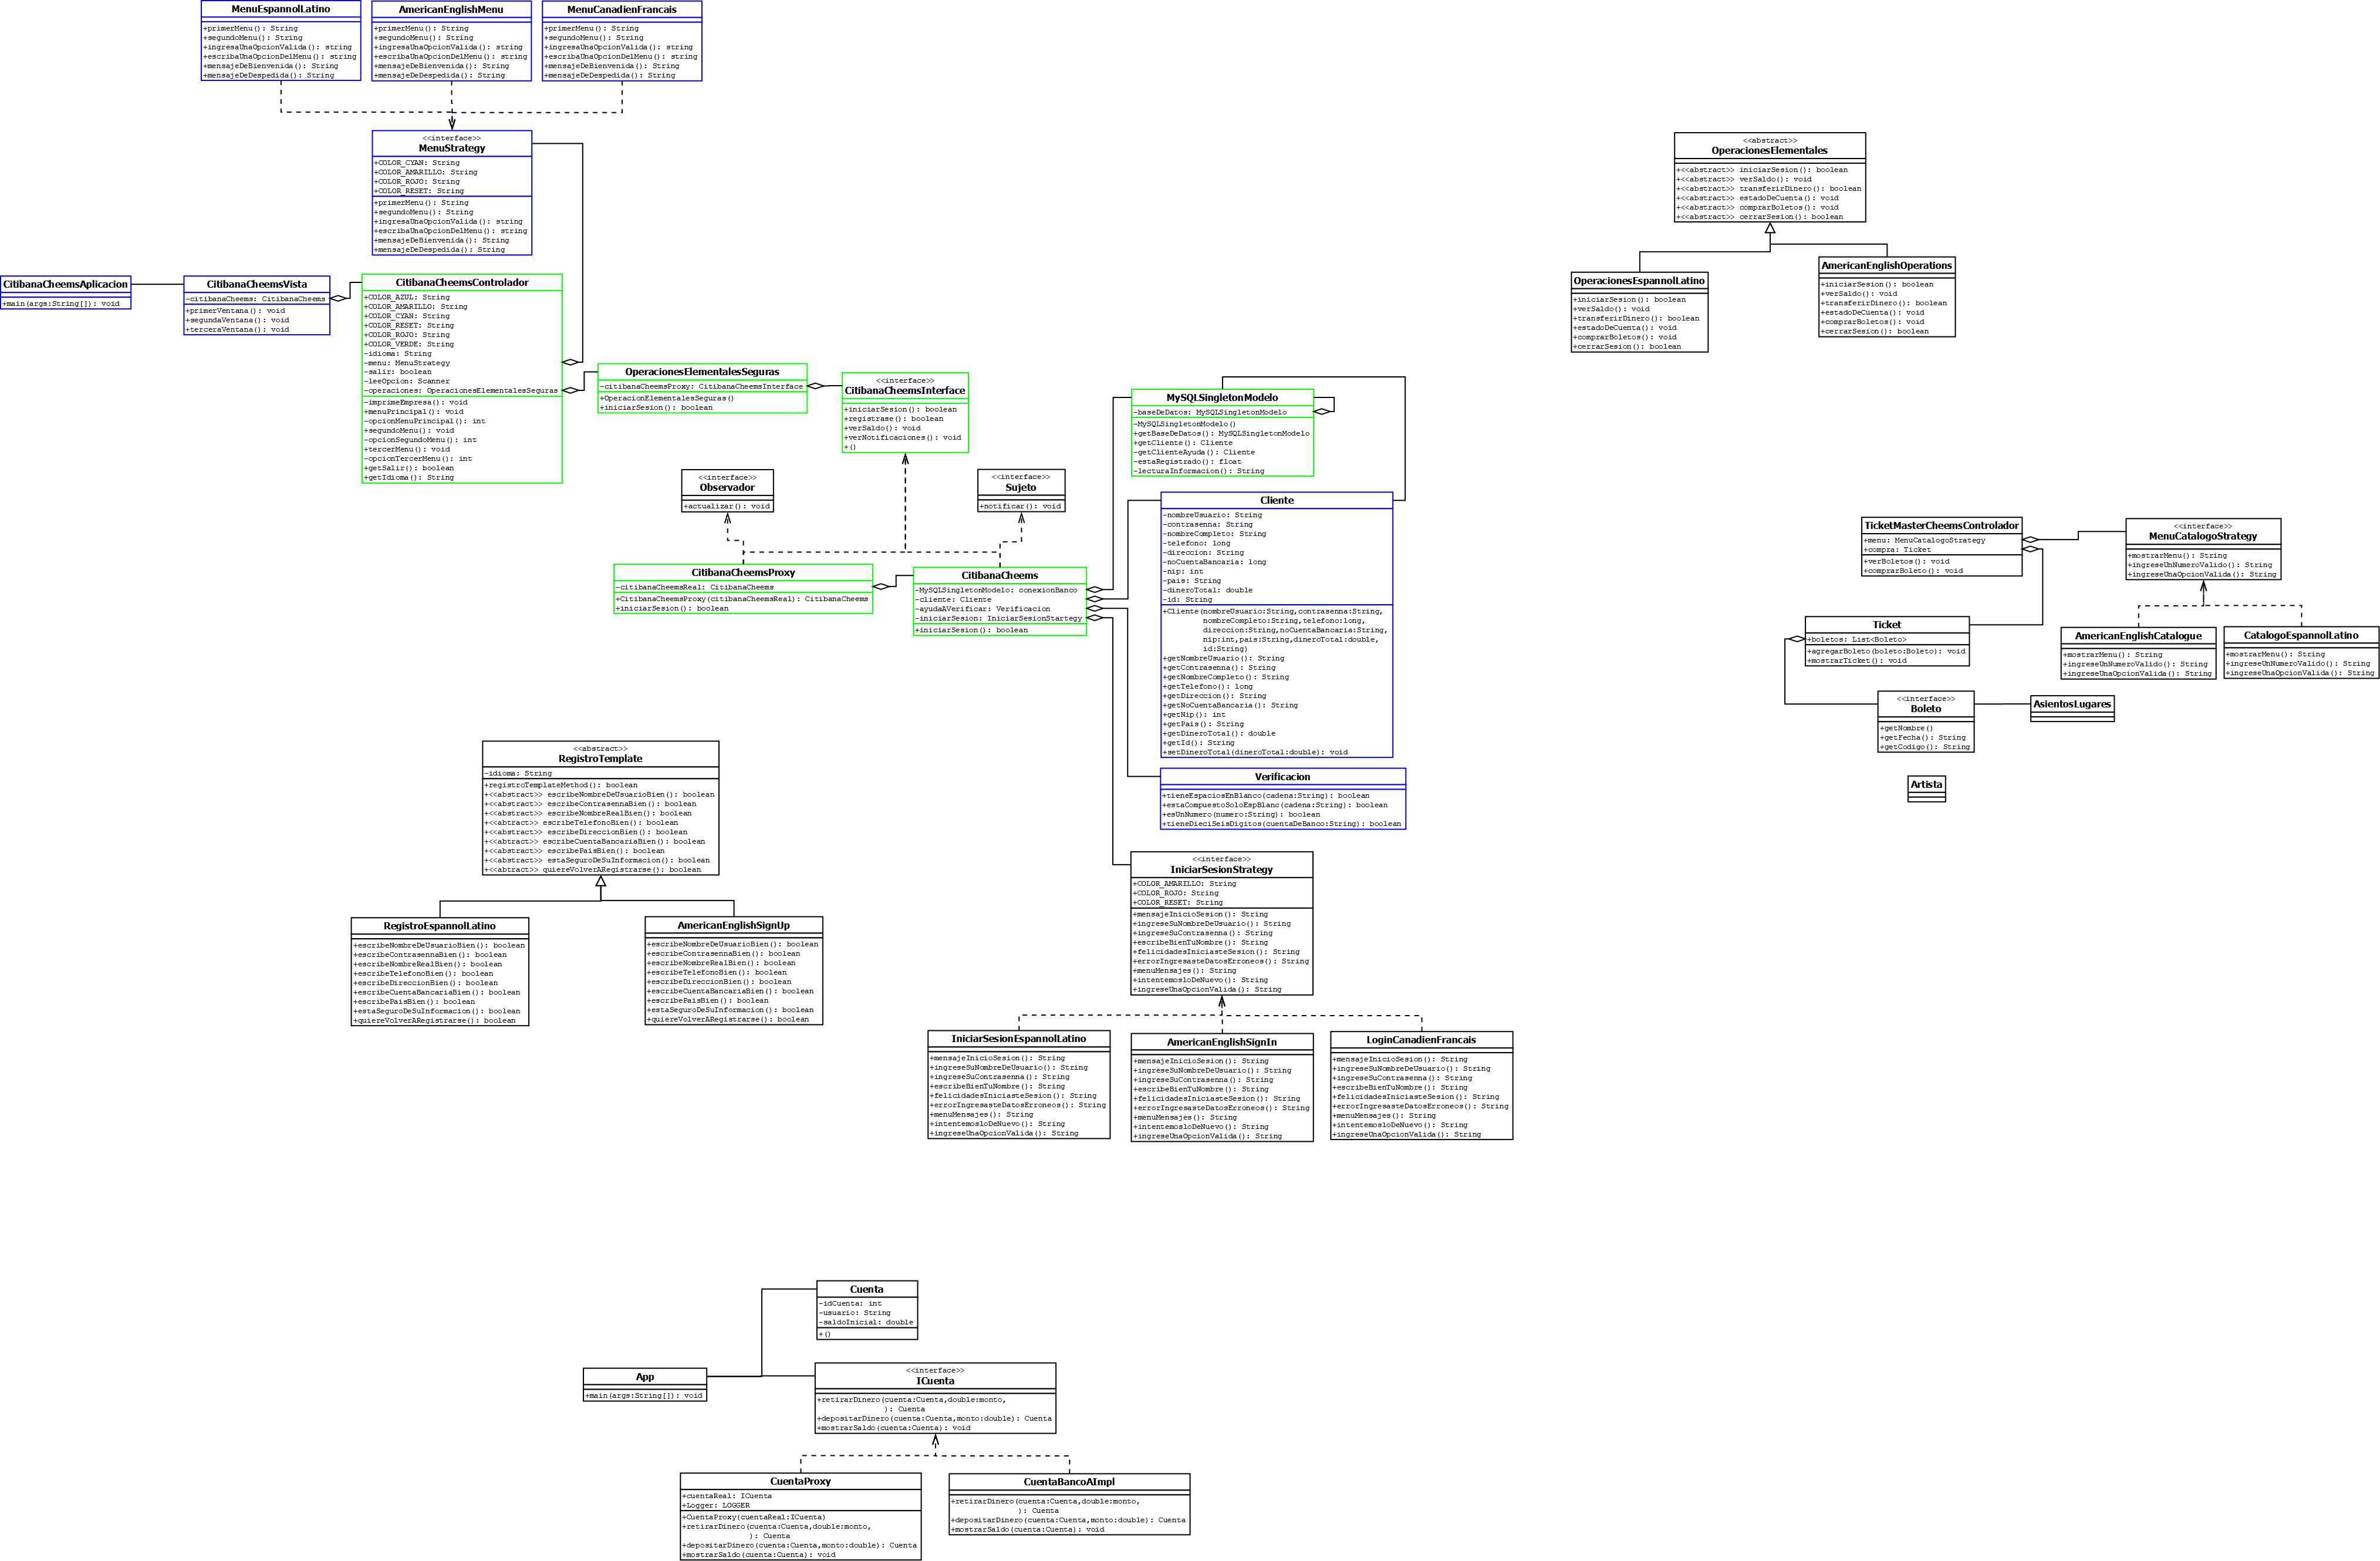 MenuEspannolLatino
+primerMenu(): String
+segundoMenu(): String
+ingresaUnaOpcionValida(): string
+escribaUnaOpcionDelMenu(): string
+mensajeDeBienvenida(): String
+mensajeDeDespedida(): String
AmericanEnglishMenu
+primerMenu(): String
+segundoMenu(): String
+ingresaUnaOpcionValida(): string
+escribaUnaOpcionDelMenu(): string
+mensajeDeBienvenida(): String
+mensajeDeDespedida(): String
MenuCanadienFrancais
+primerMenu(): String
+segundoMenu(): String
+ingresaUnaOpcionValida(): string
+escribaUnaOpcionDelMenu(): string
+mensajeDeBienvenida(): String
+mensajeDeDespedida(): String
<<interface>>
MenuStrategy
+COLOR_CYAN: String
+COLOR_AMARILLO: String
+COLOR_ROJO: String
+COLOR_RESET: String
+primerMenu(): String
+segundoMenu(): String
+ingresaUnaOpcionValida(): string
+escribaUnaOpcionDelMenu(): string
+mensajeDeBienvenida(): String
+mensajeDeDespedida(): String
CitibanaCheemsAplicacion
+main(args:String[]): void
CitibanaCheemsVista
-citibanaCheems: CitibanaCheems
+primerVentana(): void
+segundaVentana(): void
+terceraVentana(): void
CitibanaCheemsControlador
+COLOR_AZUL: String
+COLOR_AMARILLO: String
+COLOR_CYAN: String
+COLOR_RESET: String
+COLOR_ROJO: String
+COLOR_VERDE: String
-idioma: String
-menu: MenuStrategy
-salir: boolean
-leeOpcion: Scanner
-operaciones: OperacionesElementalesSeguras
-imprimeEmpresa(): void
+menuPrincipal(): void
-opcionMenuPrincipal(): int
+segundoMenu(): void
-opcionSegundoMenu(): int
+tercerMenu(): void
-opcionTercerMenu(): int
+getSalir(): boolean
+getIdioma(): String
OperacionesElementalesSeguras
-citibanaCheemsProxy: CitibanaCheemsInterface
+OperacionElementalesSeguras()
+iniciarSesion(): boolean
<<interface>>
CitibanaCheemsInterface
+iniciarSesion(): boolean
+registrase(): boolean
+verSaldo(): void
+verNotificaciones(): void
+()
<<interface>>
Observador
+actualizar(): void
<<interface>>
Sujeto
+notificar(): void
CitibanaCheemsProxy
-citibanaCheemsReal: CitibanaCheems
+CitibanaCheemsProxy(citibanaCheemsReal): CitibanaCheems
+iniciarSesion(): boolean
CitibanaCheems
-MySQLSingletonModelo: conexionBanco
-cliente: Cliente
-ayudaAVerificar: Verificacion
-iniciarSesion: IniciarSesionStartegy
+iniciarSesion(): boolean
MySQLSingletonModelo
-baseDeDatos: MySQLSingletonModelo
-MySQLSingletonModelo()
+getBaseDeDatos(): MySQLSingletonModelo
+getCliente(): Cliente
-getClienteAyuda(): Cliente
-estaRegistrado(): float
-lecturaInformacion(): String
Cliente
-nombreUsuario: String
-contrasenna: String
-nombreCompleto: String
-telefono: long
-direccion: String
-noCuentaBancaria: long
-nip: int
-pais: String
-dineroTotal: double
-id: String
+Cliente(nombreUsuario:String,contrasenna:String,
nombreCompleto:String,telefono:long,
direccion:String,noCuentaBancaria:String,
nip:int,pais:String,dineroTotal:double,
id:String)
+getNombreUsuario(): String
+getContrasenna(): String
+getNombreCompleto(): String
+getTelefono(): long
+getDireccion(): String
+getNoCuentaBancaria(): String
+getNip(): int
+getPais(): String
+getDineroTotal(): double
+getId(): String
+setDineroTotal(dineroTotal:double): void
Verificacion
+tieneEspaciosEnBlanco(cadena:String): boolean
+estaCompuestoSoloEspBlanc(cadena:String): boolean
+esUnNumero(numero:String): boolean
+tieneDieciSeisDigitos(cuentaDeBanco:String): boolean
<<interface>>
IniciarSesionStrategy
+COLOR_AMARILLO: String
+COLOR_ROJO: String
+COLOR_RESET: String
+mensajeInicioSesion(): String
+ingreseSuNombreDeUsuario(): String
+ingreseSuContrasenna(): String
+escribeBienTuNombre(): String
+felicidadesIniciasteSesion(): String
+errorIngresasteDatosErroneos(): String
+menuMensajes(): String
+intentemosloDeNuevo(): String
+ingreseUnaOpcionValida(): String
IniciarSesionEspannolLatino
+mensajeInicioSesion(): String
+ingreseSuNombreDeUsuario(): String
+ingreseSuContrasenna(): String
+escribeBienTuNombre(): String
+felicidadesIniciasteSesion(): String
+errorIngresasteDatosErroneos(): String
+menuMensajes(): String
+intentemosloDeNuevo(): String
+ingreseUnaOpcionValida(): String
AmericanEnglishSignIn
+mensajeInicioSesion(): String
+ingreseSuNombreDeUsuario(): String
+ingreseSuContrasenna(): String
+escribeBienTuNombre(): String
+felicidadesIniciasteSesion(): String
+errorIngresasteDatosErroneos(): String
+menuMensajes(): String
+intentemosloDeNuevo(): String
+ingreseUnaOpcionValida(): String
LoginCanadienFrancais
+mensajeInicioSesion(): String
+ingreseSuNombreDeUsuario(): String
+ingreseSuContrasenna(): String
+escribeBienTuNombre(): String
+felicidadesIniciasteSesion(): String
+errorIngresasteDatosErroneos(): String
+menuMensajes(): String
+intentemosloDeNuevo(): String
+ingreseUnaOpcionValida(): String
<<abstract>>
RegistroTemplate
-idioma: String
+registroTemplateMethod(): boolean
+<<abstract>> escribeNombreDeUsuarioBien(): boolean
+<<abstract>> escribeContrasennaBien(): boolean
+<<abstract>> escribeNombreRealBien(): boolean
+<<abtract>> escribeTelefonoBien(): boolean
+<<abstract>> escribeDireccionBien(): boolean
+<<abtract>> escribeCuentaBancariaBien(): boolean
+<<abstract>> escribePaisBien(): boolean
+<<abstract>> estaSeguroDeSuInformacion(): boolean
+<<abtract>> quiereVolverARegistrarse(): boolean
RegistroEspannolLatino
+escribeNombreDeUsuarioBien(): boolean
+escribeContrasennaBien(): boolean
+escribeNombreRealBien(): boolean
+escribeTelefonoBien(): boolean
+escribeDireccionBien(): boolean
+escribeCuentaBancariaBien(): boolean
+escribePaisBien(): boolean
+estaSeguroDeSuInformacion(): boolean
+quiereVolverARegistrarse(): boolean
AmericanEnglishSignUp
+escribeNombreDeUsuarioBien(): boolean
+escribeContrasennaBien(): boolean
+escribeNombreRealBien(): boolean
+escribeTelefonoBien(): boolean
+escribeDireccionBien(): boolean
+escribeCuentaBancariaBien(): boolean
+escribePaisBien(): boolean
+estaSeguroDeSuInformacion(): boolean
+quiereVolverARegistrarse(): boolean
<<abstract>>
OperacionesElementales
+<<abstract>> iniciarSesion(): boolean
+<<abstract>> verSaldo(): void
+<<abstract>> transferirDinero(): boolean
+<<abstract>> estadoDeCuenta(): void
+<<abstract>> comprarBoletos(): void
+<<abstract>> cerrarSesion(): boolean
OperacionesEspannolLatino
+iniciarSesion(): boolean
+verSaldo(): void
+transferirDinero(): boolean
+estadoDeCuenta(): void
+comprarBoletos(): void
+cerrarSesion(): boolean
AmericanEnglishOperations
+iniciarSesion(): boolean
+verSaldo(): void
+transferirDinero(): boolean
+estadoDeCuenta(): void
+comprarBoletos(): void
+cerrarSesion(): boolean
TicketMasterCheemsControlador
+menu: MenuCatalogoStrategy
+compra: Ticket
+verBoletos(): void
+comprarBoleto(): void
<<interface>>
MenuCatalogoStrategy
+mostrarMenu(): String
+ingreseUnNumeroValido(): String
+ingreseUnaOpcionValida(): String
Ticket
+boletos: List<Boleto>
+agregarBoleto(boleto:Boleto): void
+mostrarTicket(): void
AmericanEnglishCatalogue
+mostrarMenu(): String
+ingreseUnNumeroValido(): String
+ingreseUnaOpcionValida(): String
CatalogoEspannolLatino
+mostrarMenu(): String
+ingreseUnNumeroValido(): String
+ingreseUnaOpcionValida(): String
<<interface>>
Boleto
+getNombre()
+getFecha(): String
+getCodigo(): String
AsientosLugares
Artista
Cuenta
-idCuenta: int
-usuario: String
-saldoInicial: double
+()
App
+main(args:String[]): void
<<interface>>
ICuenta
+retirarDinero(cuenta:Cuenta,double:monto,
): Cuenta
+depositarDinero(cuenta:Cuenta,monto:double): Cuenta
+mostrarSaldo(cuenta:Cuenta): void
CuentaProxy
+cuentaReal: ICuenta
+Logger: LOGGER
+CuentaProxy(cuentaReal:ICuenta)
+retirarDinero(cuenta:Cuenta,double:monto,
): Cuenta
+depositarDinero(cuenta:Cuenta,monto:double): Cuenta
+mostrarSaldo(cuenta:Cuenta): void
CuentaBancoAImpl
+retirarDinero(cuenta:Cuenta,double:monto,
): Cuenta
+depositarDinero(cuenta:Cuenta,monto:double): Cuenta
+mostrarSaldo(cuenta:Cuenta): void